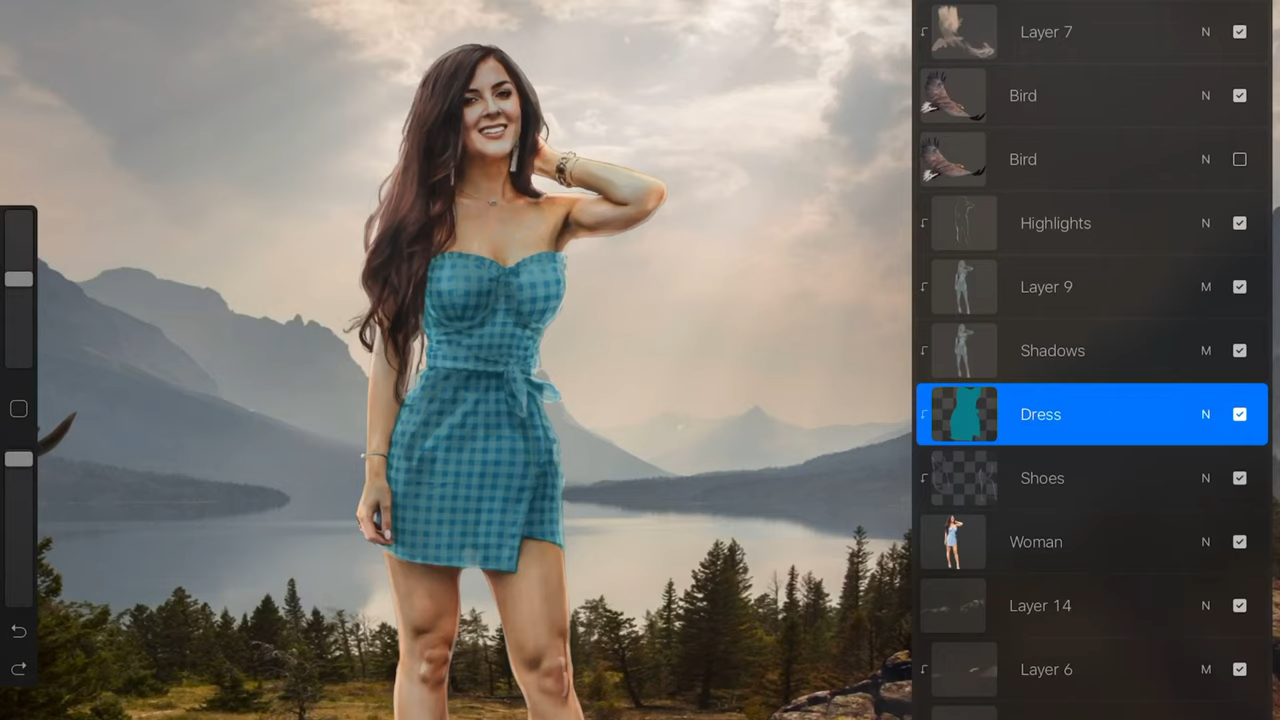 Layer 7 N
Bird N
Bird N
Highlights N
Layer 9 M
Shadows M
Dress N
Shoes N
Woman N
Layer 14 N
Layer 6 M